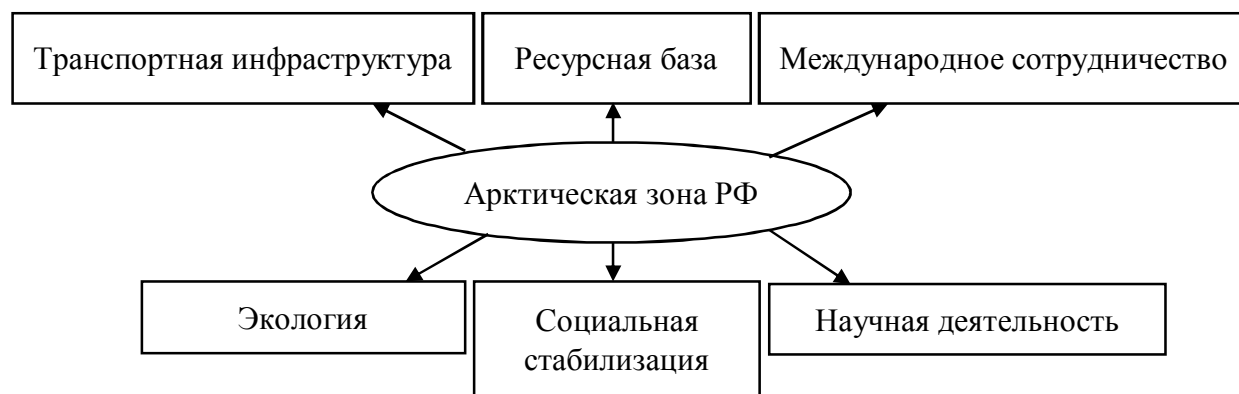 Транспортная инфраструктура
Ресурсная база
Международное сотрудничество
Арктическая зона РФ
Экология
Социальная
стабилизация
Научная деятельность